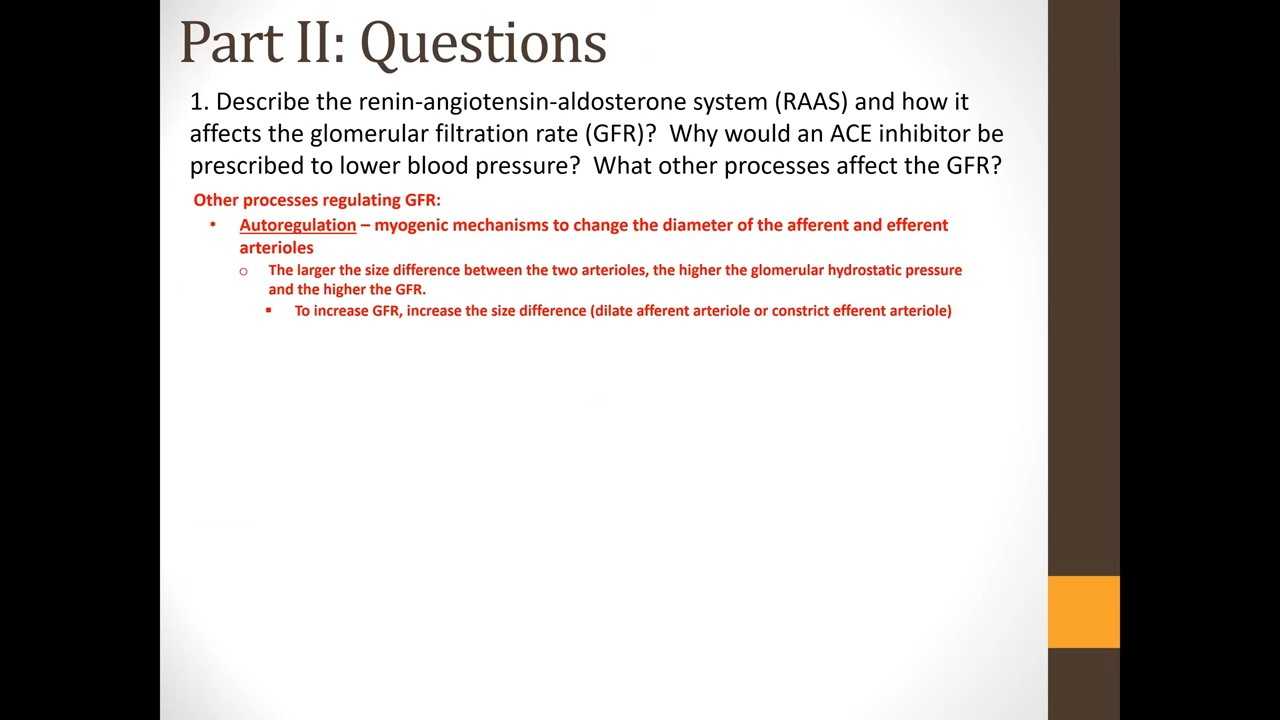 Part II: Questions
1. Describe the renin-angiotensin-aldosterone system (RAAS) and how it
affects the glomerular filtration rate (GFR)?  Why would an ACE inhibitor be
prescribed to lower blood pressure?  What other processes affect the GFR?
Other processes regulating GFR:
• Autoregulation – myogenic mechanisms to change the diameter of the afferent and efferent
arterioles
o The larger the size difference between the two arterioles, the higher the glomerular hydrostatic pressure
and the higher the GFR.
▪ To increase GFR, increase the size difference (dilate afferent arteriole or constrict efferent arteriole)